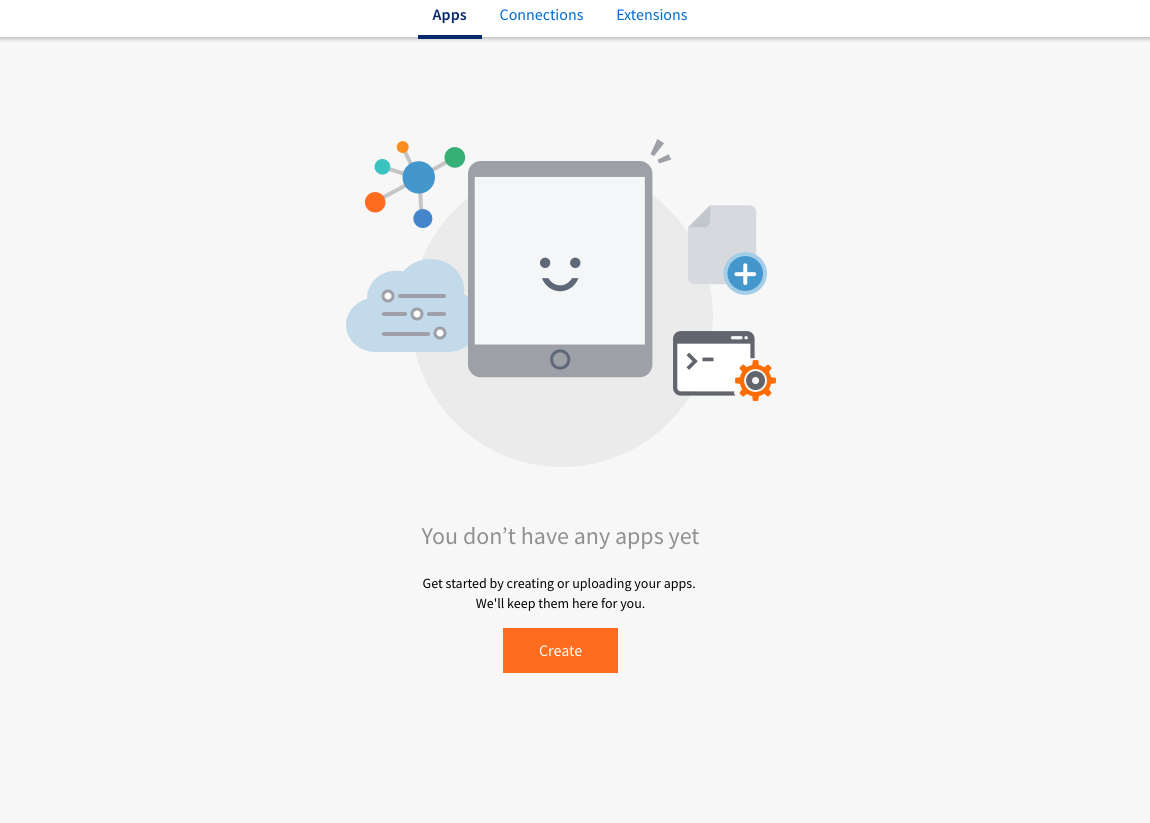 Apps Connections Extensions
You don’t have any apps yet
Get started by creating or uploading your apps.
We'll keep them here for you.
Create